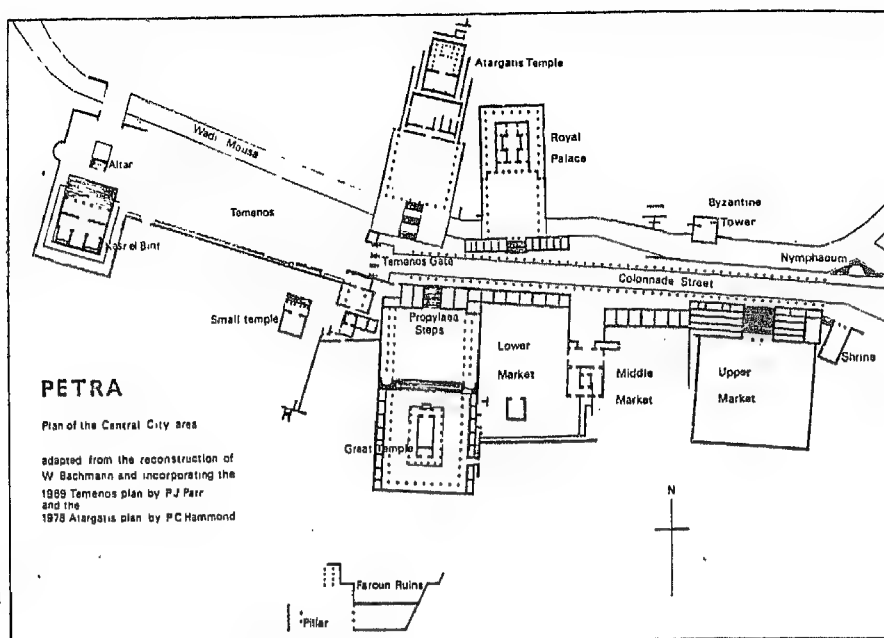 Atargatis Temple
Wadi Mousa
Royal
Palace
Altar
Byzantine
Tower
Temenos
Kasr el Bint
Temenos Gate
Nymphaeum
Colonnade Street
Small temple
Propylaea
Steps
Lower
Market
Middle
Market
Upper
Market
Shrine
PETRA
Plan of the Central City area
Great Temple
adapted from the reconstruction of
W Bachmann and incorporating the
1989 Temenos plan by PJ Parr
and the
1978 Atargatis plan by PC Hammond
N
Faroun Ruins
Pillar